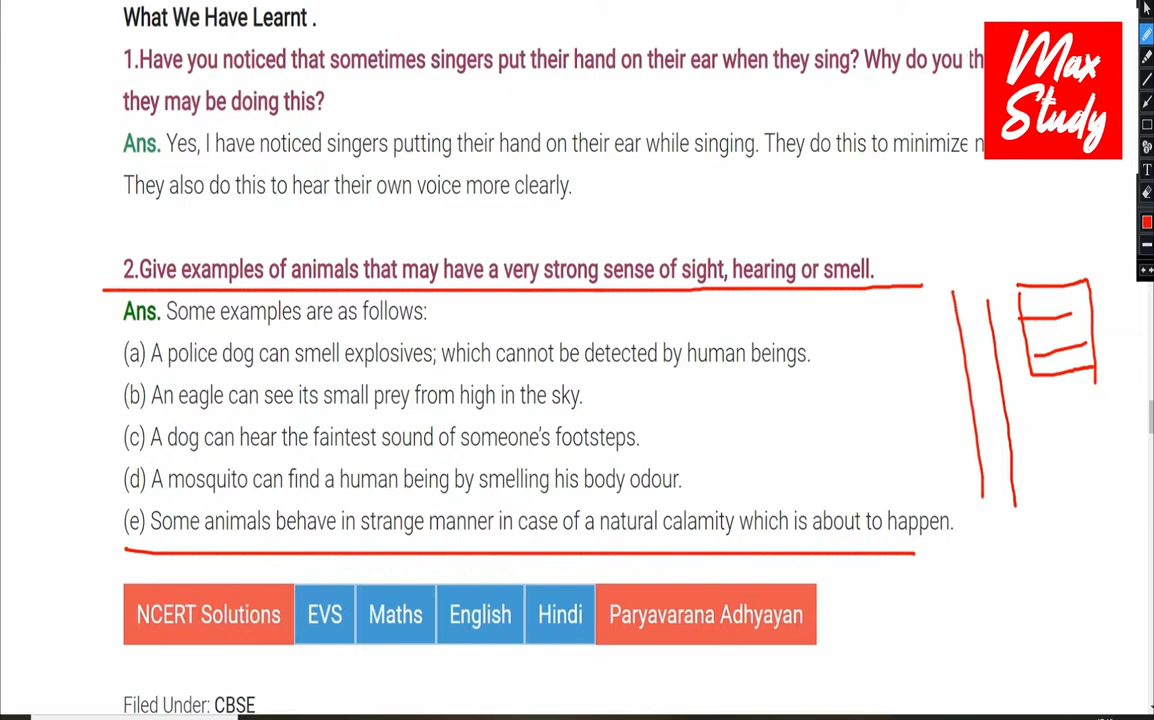 What We Have Learnt .
1.Have you noticed that sometimes singers put their hand on their ear when they sing? Why do you th
they may be doing this?
Ans. Yes, I have noticed singers putting their hand on their ear while singing. They do this to minimize n
They also do this to hear their own voice more clearly.
Max
Study
2.Give examples of animals that may have a very strong sense of sight, hearing or smell.
Ans. Some examples are as follows:
(a) A police dog can smell explosives; which cannot be detected by human beings.
(b) An eagle can see its small prey from high in the sky.
(c) A dog can hear the faintest sound of someone's footsteps.
(d) A mosquito can find a human being by smelling his body odour.
(e) Some animals behave in strange manner in case of a natural calamity which is about to happen.
NCERT Solutions EVS Maths English Hindi Paryavarana Adhyayan
Filed Under: CBSE